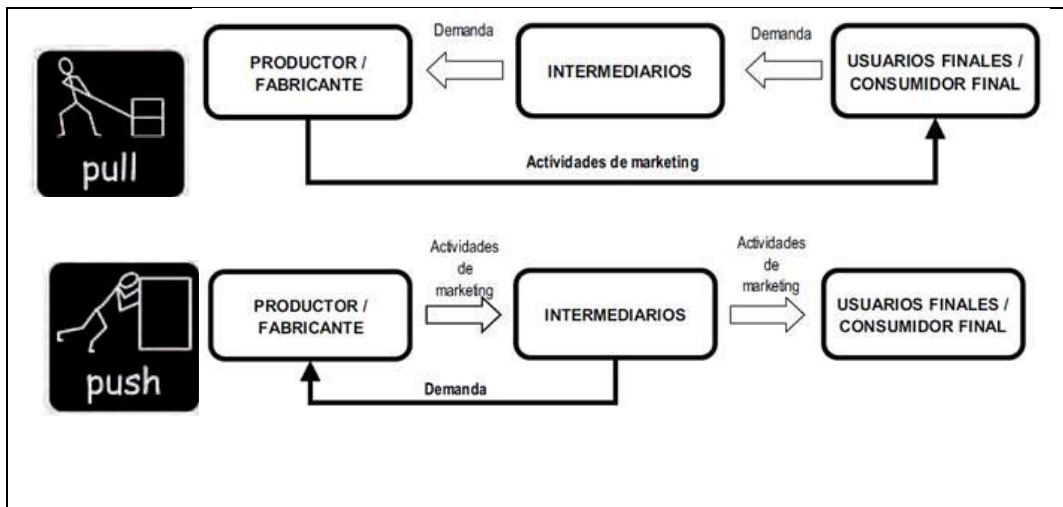 Demanda
Demanda
PRODUCTOR /
FABRICANTE
INTERMEDIARIOS
USUARIOS FINALES /
CONSUMIDOR FINAL
pull
Actividades de marketing
Actividades
de
marketing
Actividades
de
marketing
PRODUCTOR /
FABRICANTE
INTERMEDIARIOS
USUARIOS FINALES /
CONSUMIDOR FINAL
push
Demanda